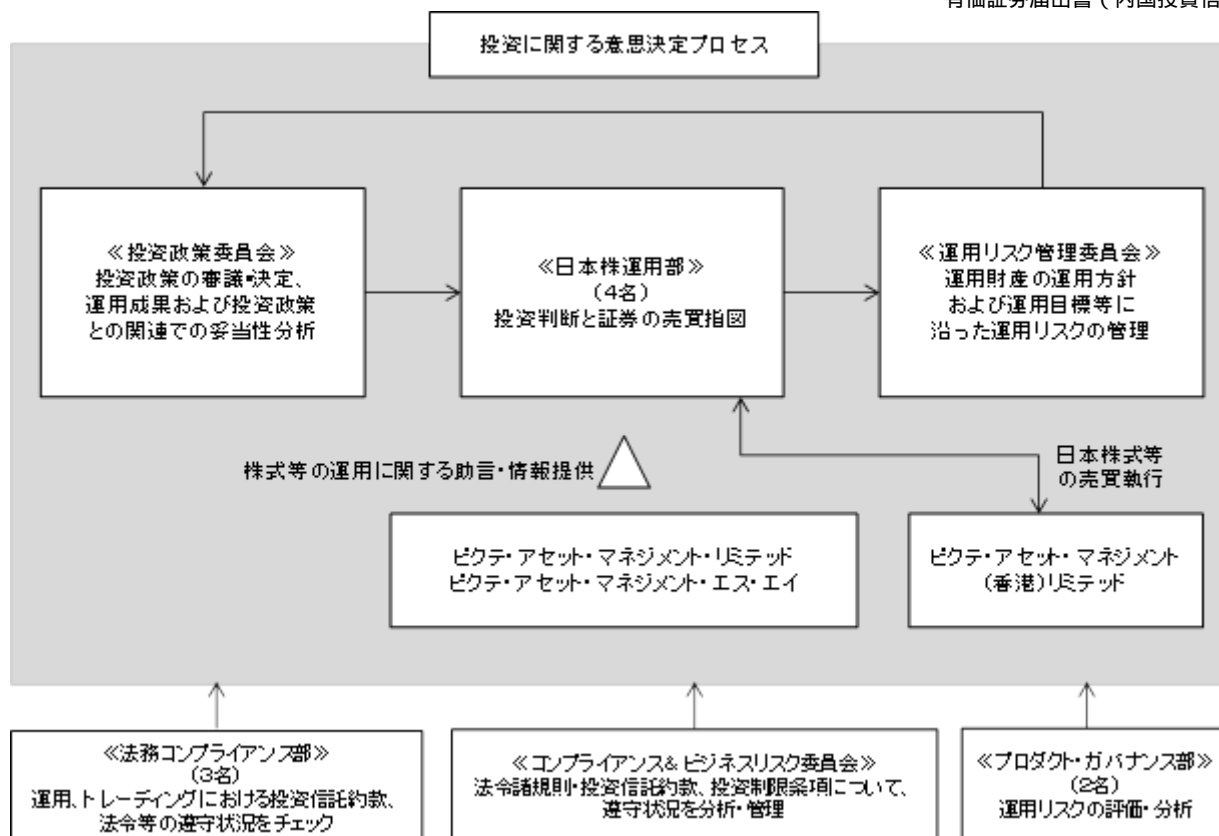 有価証券届出書(内国投資信
投資に関する意思決定プロセス
≪投資政策委員会≫
投資政策の審議・決定、
運用成果および投資政策
との関連での妥当性分析
≪日本株運用部≫
(4名)
投資判断と証券の売買指図
≪運用リスク管理委員会≫
運用財産の運用方針
および運用目標等に
沿った運用リスクの管理
株式等の運用に関する助言・情報提供
日本株式等
の売買執行
ピクテ・アセット・マネジメント・リミテッド
ピクテ・アセット・マネジメント・エス・エイ
ピクテ・アセット・マネジメント
(香港)リミテッド
≪法務コンプライアンス部≫
(3名)
運用、トレーディングにおける投資信託約款、
法令等の遵守状況をチェック
≪コンプライアンス& ビジネスリスク委員会≫
法令諸規則・投資信託約款、投資制限条項について、
遵守状況を分析・管理
≪プロダクト・ガバナンス部≫
(2名)
運用リスクの評価・分析